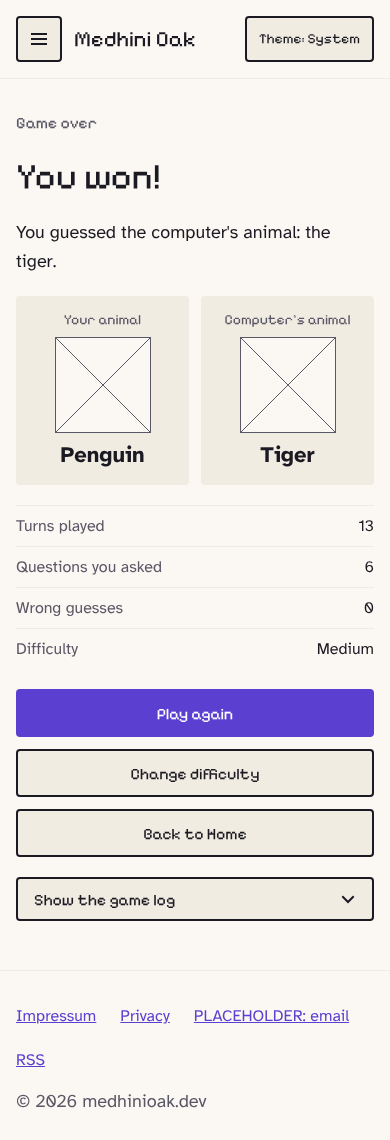 Medhini Oak
Theme: System
Game over
You won!
You guessed the computer's animal: the
tiger.
Your animal
Computer's animal
Penguin
Tiger
Turns played 13
Questions you asked 6
Wrong guesses 0
Difficulty Medium
Play again
Change difficulty
Back to Home
Show the game log
Impressum Privacy PLACEHOLDER: email
RSS
© 2026 medhinioak.dev